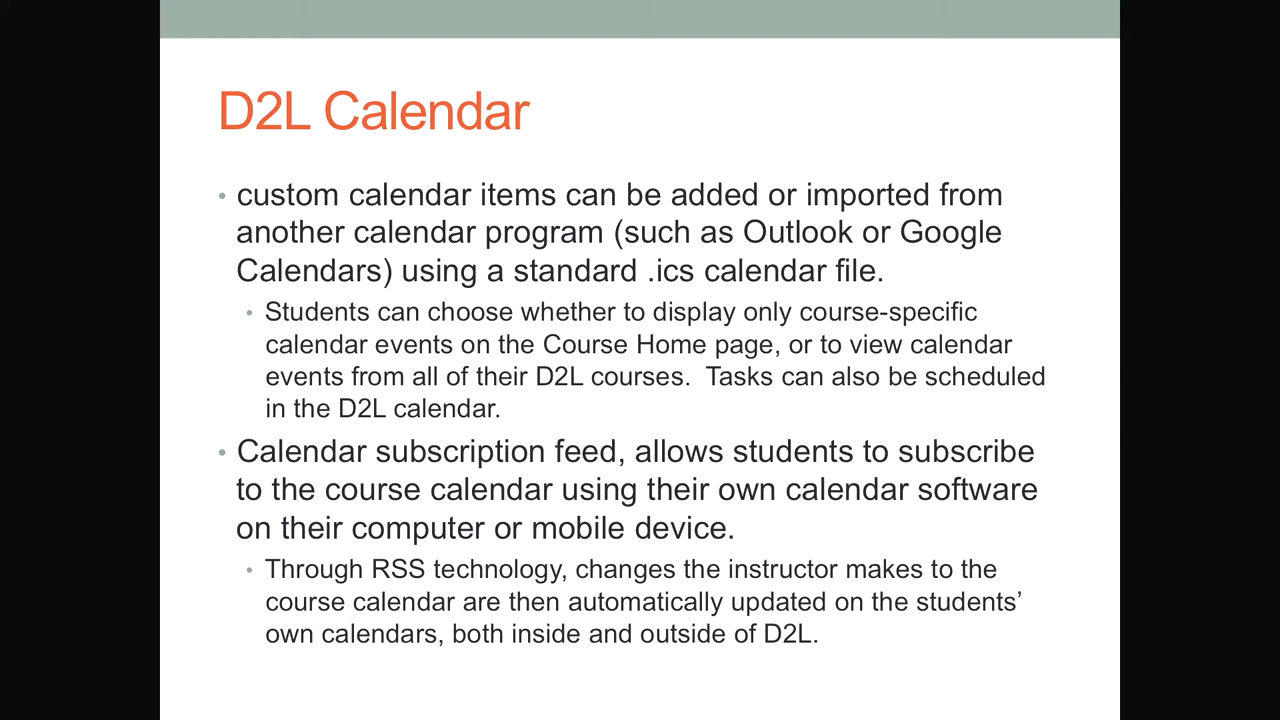 D2L Calendar
• custom calendar items can be added or imported from
another calendar program (such as Outlook or Google
Calendars) using a standard .ics calendar file.
• Students can choose whether to display only course-specific
calendar events on the Course Home page, or to view calendar
events from all of their D2L courses.  Tasks can also be scheduled
in the D2L calendar.
• Calendar subscription feed, allows students to subscribe
to the course calendar using their own calendar software
on their computer or mobile device.
• Through RSS technology, changes the instructor makes to the
course calendar are then automatically updated on the students’
own calendars, both inside and outside of D2L.